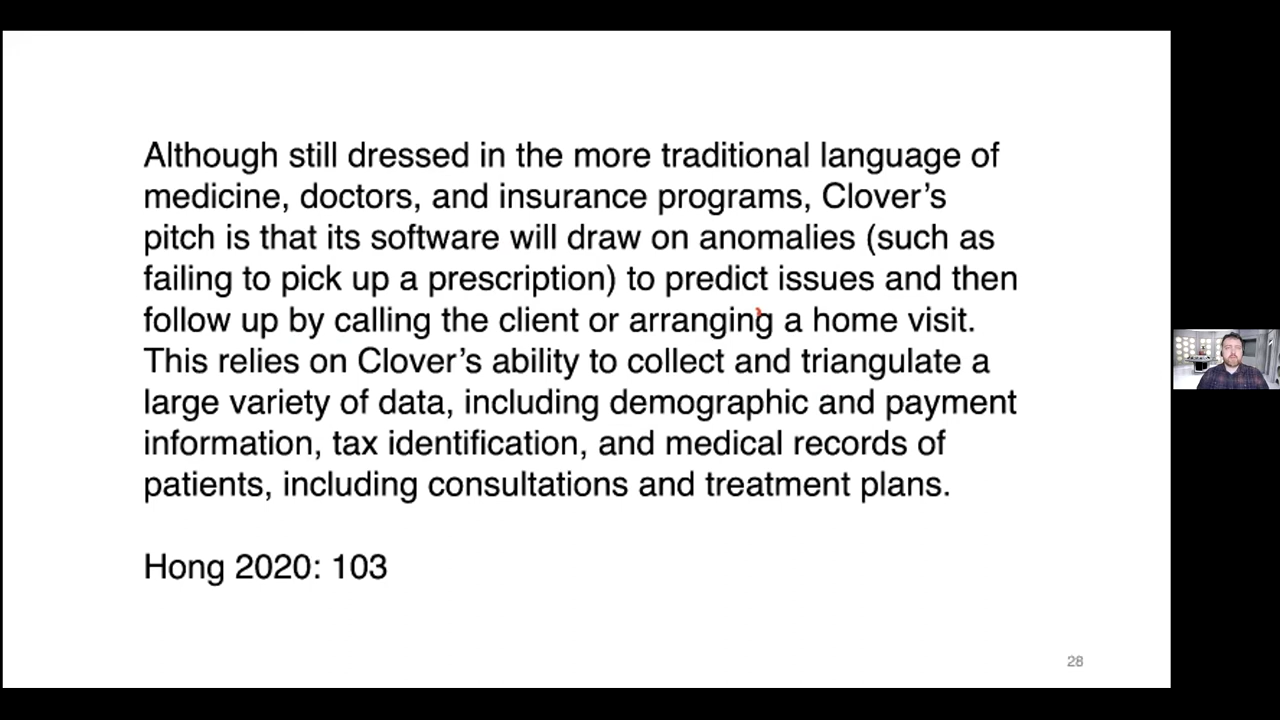 Although still dressed in the more traditional language of
medicine, doctors, and insurance programs, Clover’s
pitch is that its software will draw on anomalies (such as
failing to pick up a prescription) to predict issues and then
follow up by calling the client or arranging a home visit.
This relies on Clover’s ability to collect and triangulate a
large variety of data, including demographic and payment
information, tax identification, and medical records of
patients, including consultations and treatment plans.
Hong 2020: 103
28